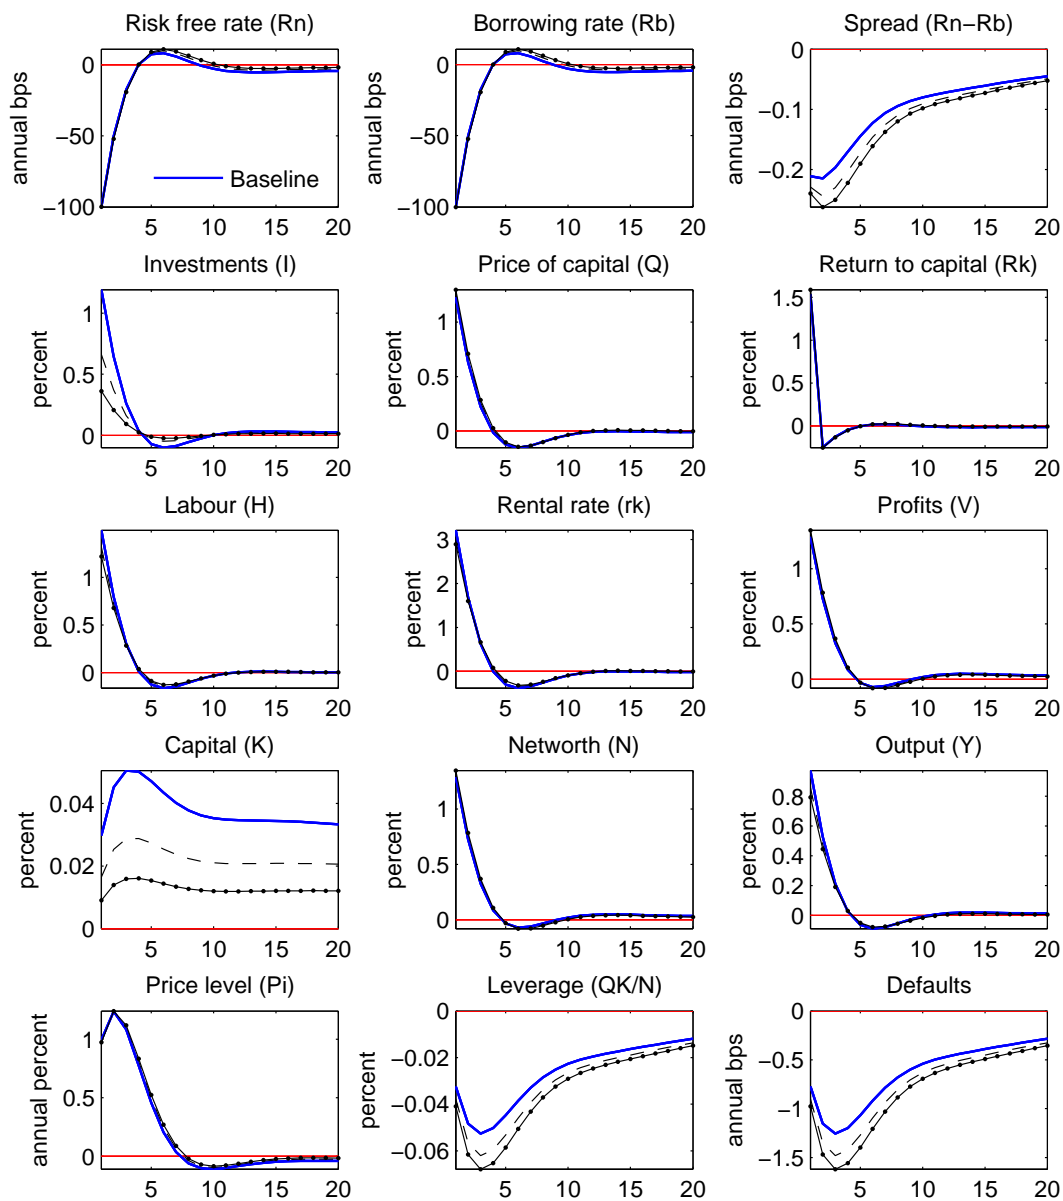 Risk free rate (Rn)
annual bps
0
−50
−100
Baseline
5 10 15 20
Borrowing rate (Rb)
annual bps
0
−50
−100
5 10 15 20
Spread (Rn−Rb)
annual bps
0
−0.1
−0.2
5 10 15 20
Investments (I)
percent
1
0.5
0
5 10 15 20
Price of capital (Q)
percent
1
0.5
0
5 10 15 20
Return to capital (Rk)
percent
1.5
1
0.5
0
5 10 15 20
Labour (H)
percent
1
0.5
0
5 10 15 20
Rental rate (rk)
percent
3
2
1
0
5 10 15 20
Profits (V)
percent
1
0.5
0
5 10 15 20
Capital (K)
percent
0.04
0.02
0
5 10 15 20
Networth (N)
percent
1
0.5
0
5 10 15 20
Output (Y)
percent
0.8
0.6
0.4
0.2
0
5 10 15 20
Price level (Pi)
annual percent
1
0.5
0
5 10 15 20
Leverage (QK/N)
percent
0
−0.02
−0.04
−0.06
5 10 15 20
Defaults
annual bps
0
−0.5
−1
−1.5
5 10 15 20